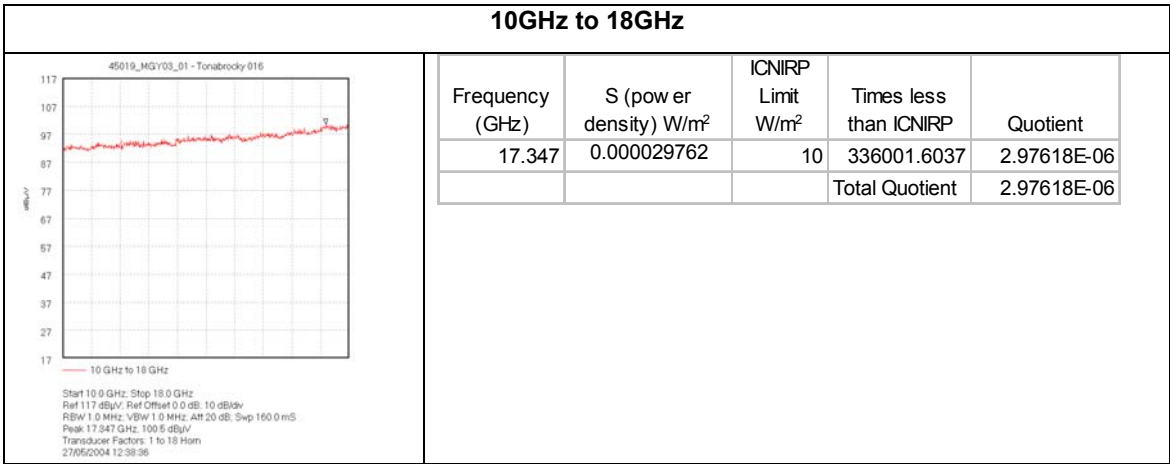 10GHz to 18GHz
45019_MGY03_01 - Tonabrocky 016
117
107
97
87
77
67
57
47
37
27
17
dBµV
10 GHz to 18 GHz
Start 10.0 GHz; Stop 18.0 GHz
Ref 117 dBµV; Ref Offset 0.0 dB; 10 dB/div
RBW 1.0 MHz; VBW 1.0 MHz; Att 20 dB; Swp 160.0 mS
Peak 17.347 GHz, 100.5 dBµV
Transducer Factors: 1 to 18 Horn
27/05/2004 12:38:36
Frequency (GHz) S (pow er density) W/m² ICNIRP Limit W/m² Times less than ICNIRP Quotient
17.347 0.000029762 10 336001.6037 2.97618E-06
Total Quotient 2.97618E-06